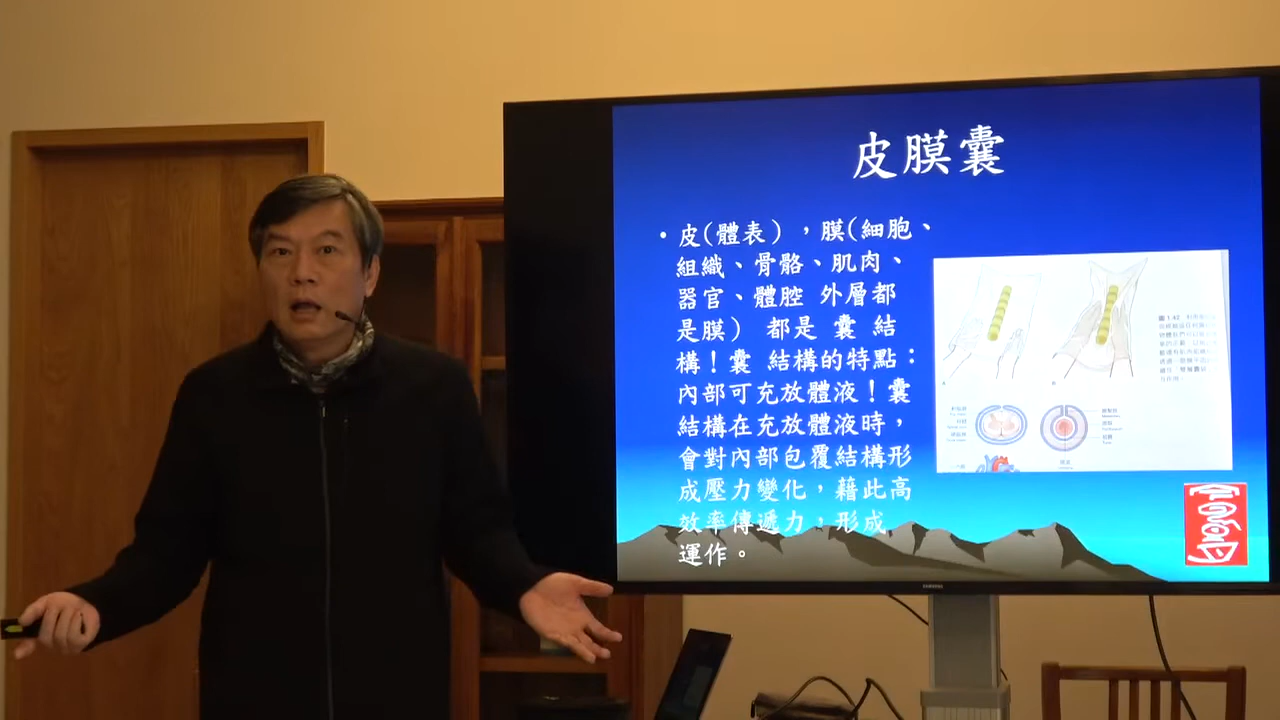 皮膜囊
•皮(體表),膜(細胞、
組織、骨骼、肌肉、
器官、體腔 外層都
是膜) 都是 囊 結
構!囊 結構的特點:
內部可充放體液!囊
結構在充放體液時,
會對內部包覆結構形
成壓力變化,藉此高
效率傳遞力,形成
運作。
圖1.42
SAMSUNG